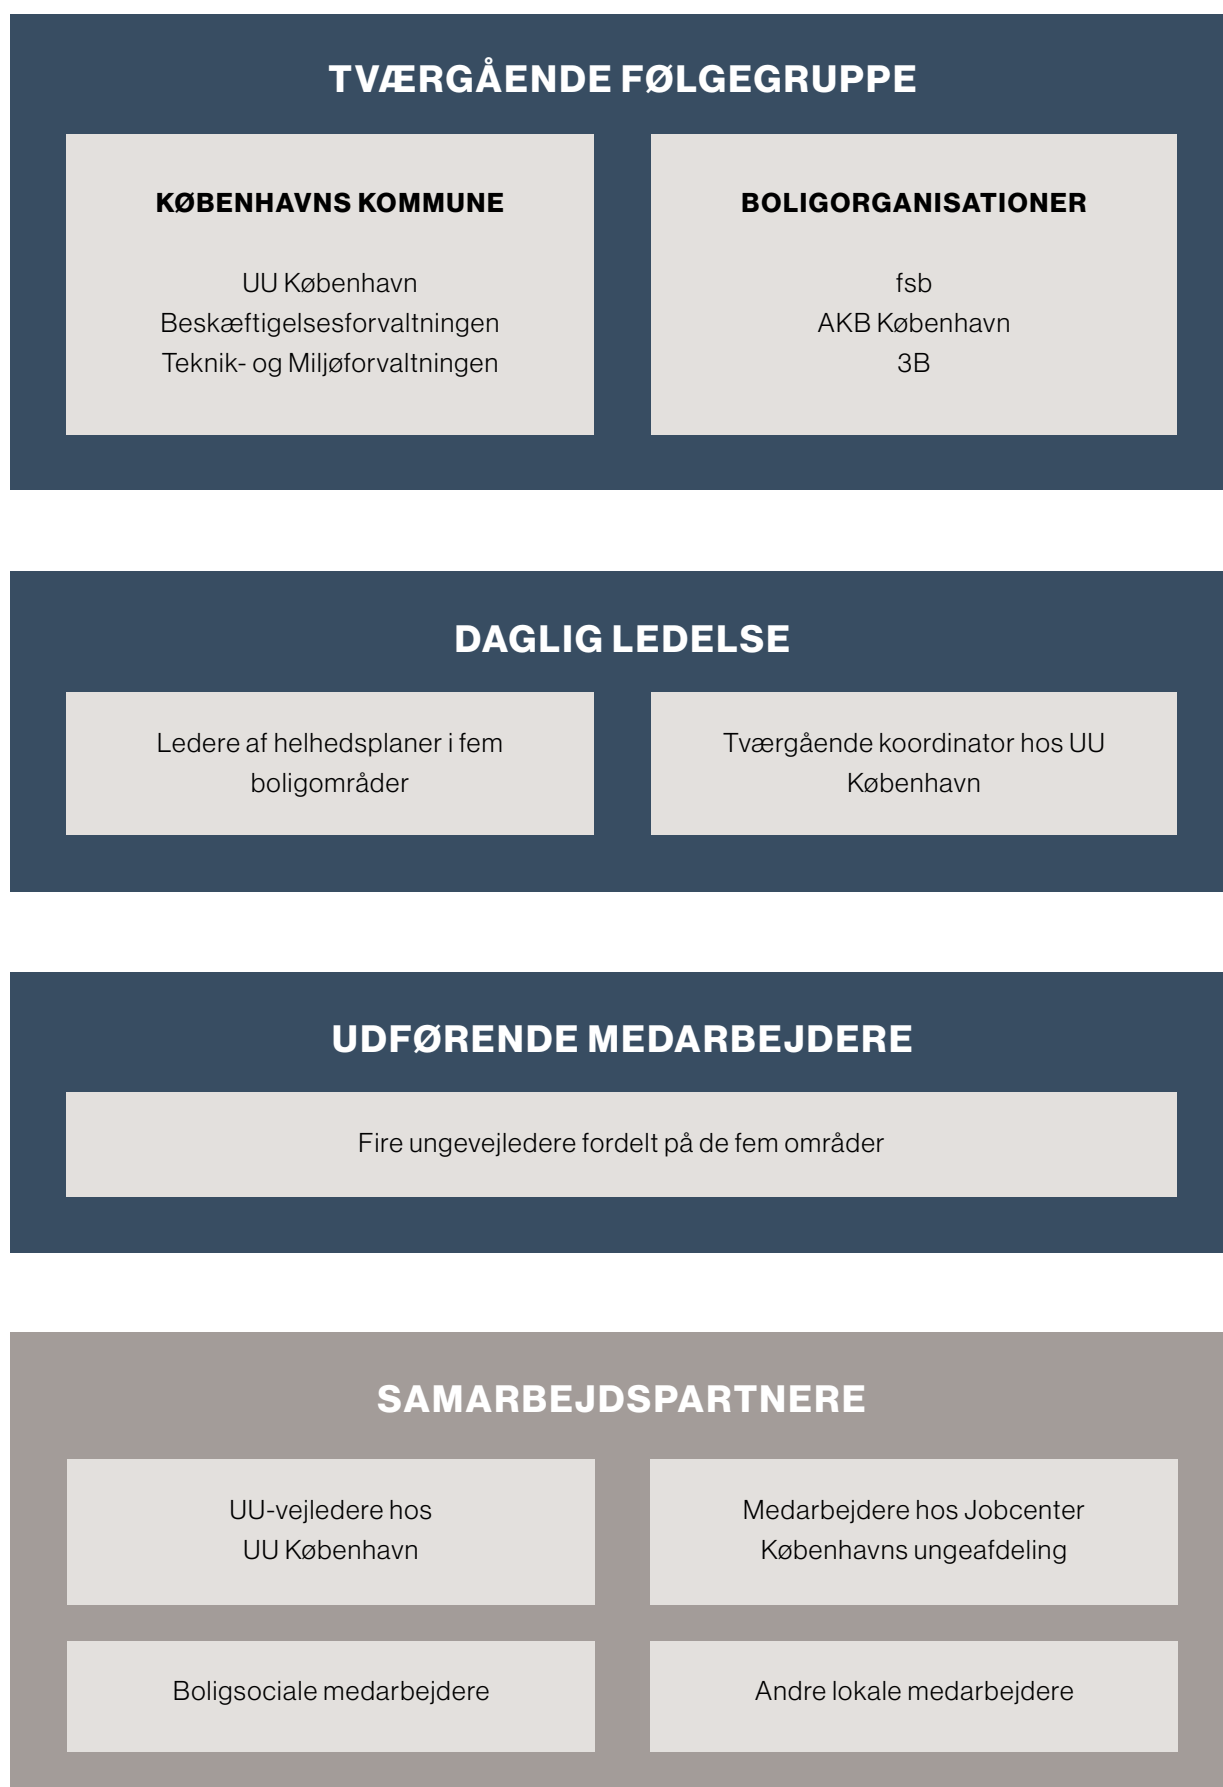 TVÆRGÅENDE FØLGEGRUPPE
KØBENHAVNS KOMMUNE
UU København
Beskæftigelsesforvaltningen
Teknik- og Miljøforvaltningen
BOLIGORGANISATIONER
fsb
AKB København
3B
DAGLIG LEDELSE
Ledere af helhedsplaner i fem
boligområder
Tværgående koordinator hos UU
København
UDFØRENDE MEDARBEJDERE
Fire ungevejledere fordelt på de fem områder
SAMARBEJDSPARTNERE
UU-vejledere hos
UU København
Medarbejdere hos Jobcenter
Københavns ungeafdeling
Boligsociale medarbejdere
Andre lokale medarbejdere